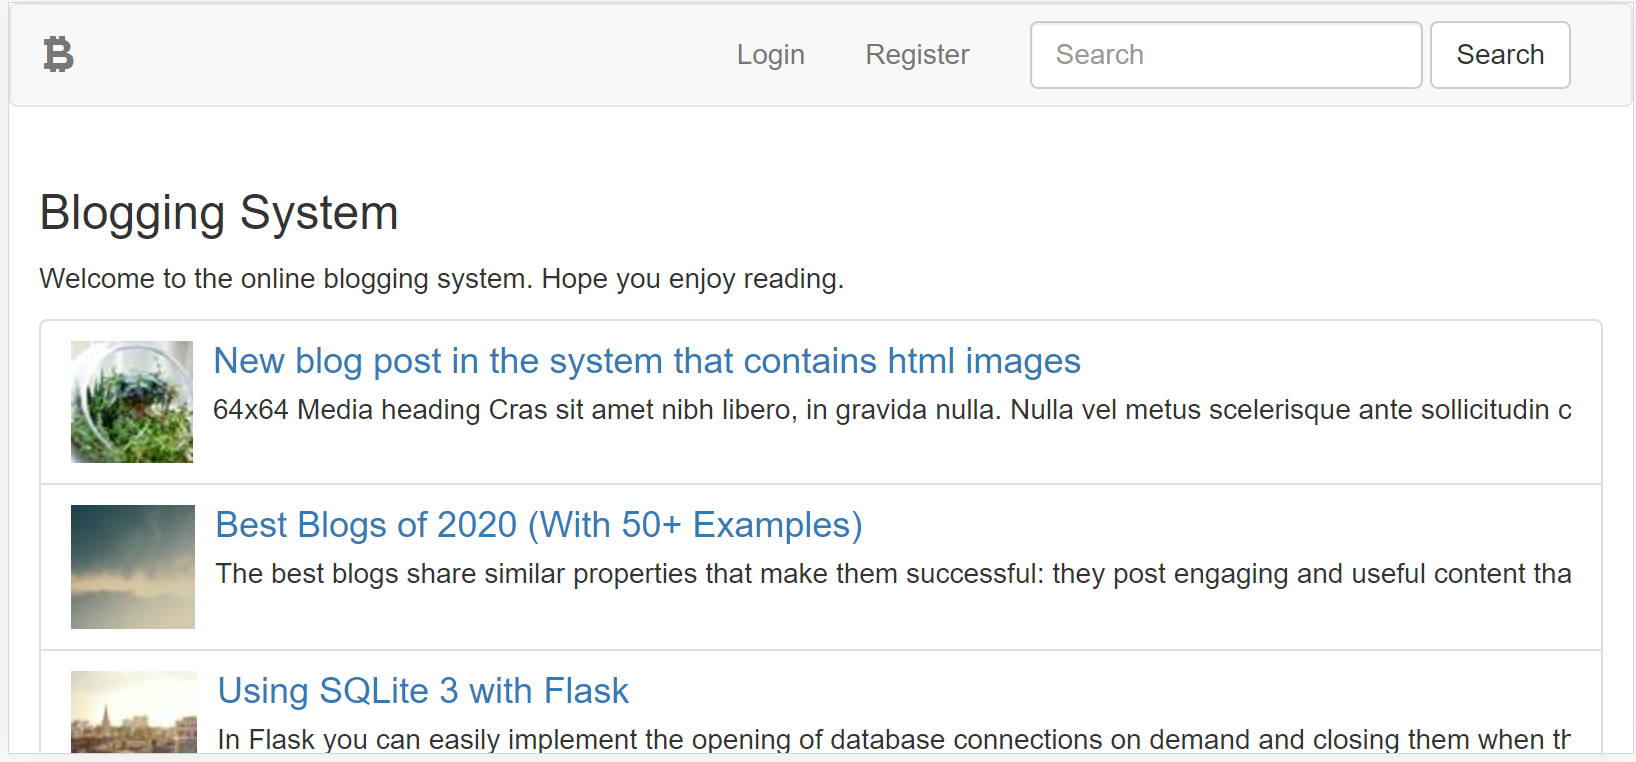 Login Register Search Search
Blogging System
Welcome to the online blogging system. Hope you enjoy reading.
New blog post in the system that contains html images
64x64 Media heading Cras sit amet nibh libero, in gravida nulla. Nulla vel metus scelerisque ante sollicitudin c
Best Blogs of 2020 (With 50+ Examples)
The best blogs share similar properties that make them successful: they post engaging and useful content tha
Using SQLite 3 with Flask
In Flask you can easily implement the opening of database connections on demand and closing them when th